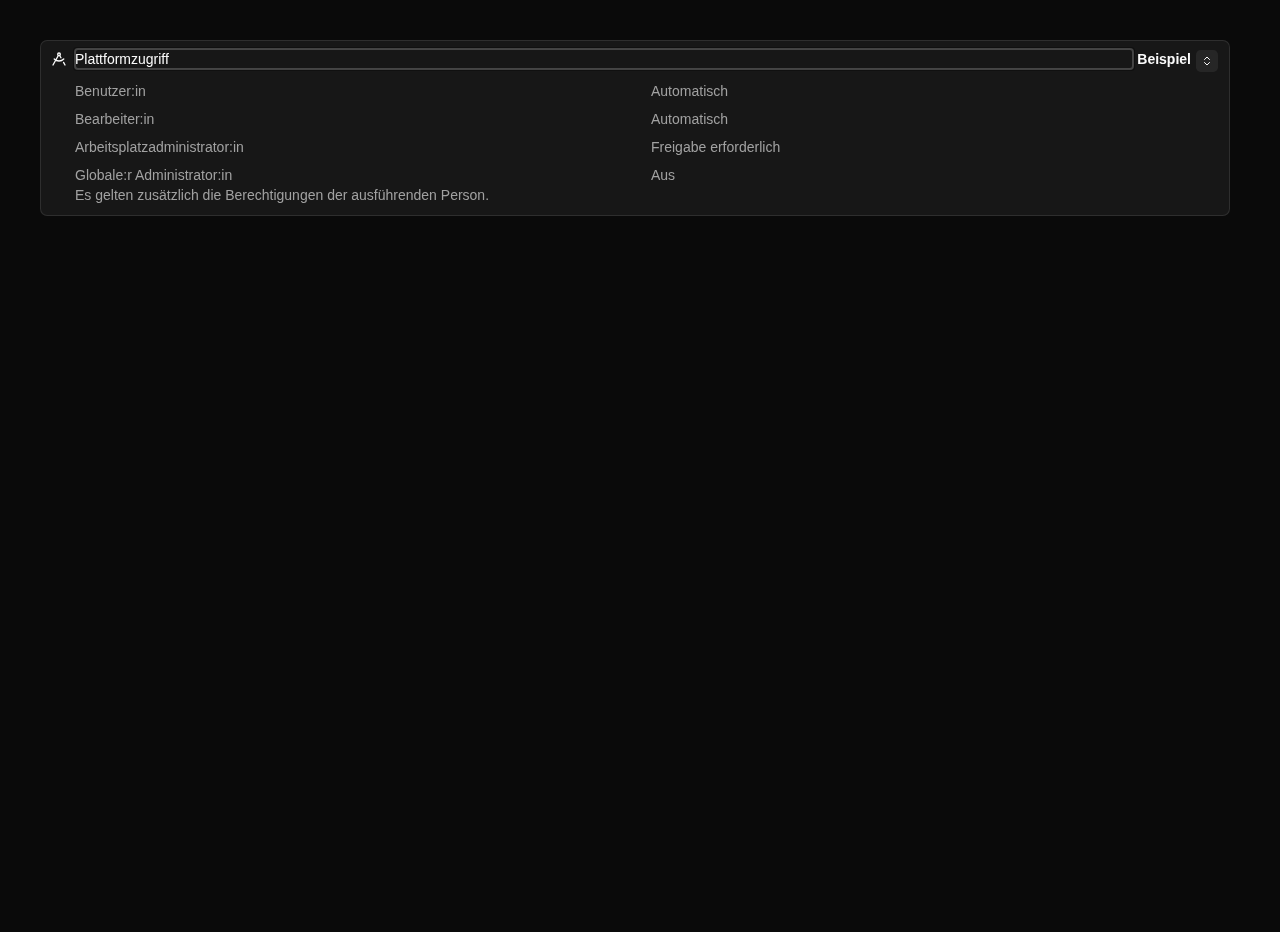 Plattformzugriff Beispiel
Benutzer:in Automatisch
Bearbeiter:in Automatisch
Arbeitsplatzadministrator:in Freigabe erforderlich
Globale:r Administrator:in Aus
Es gelten zusätzlich die Berechtigungen der ausführenden Person.